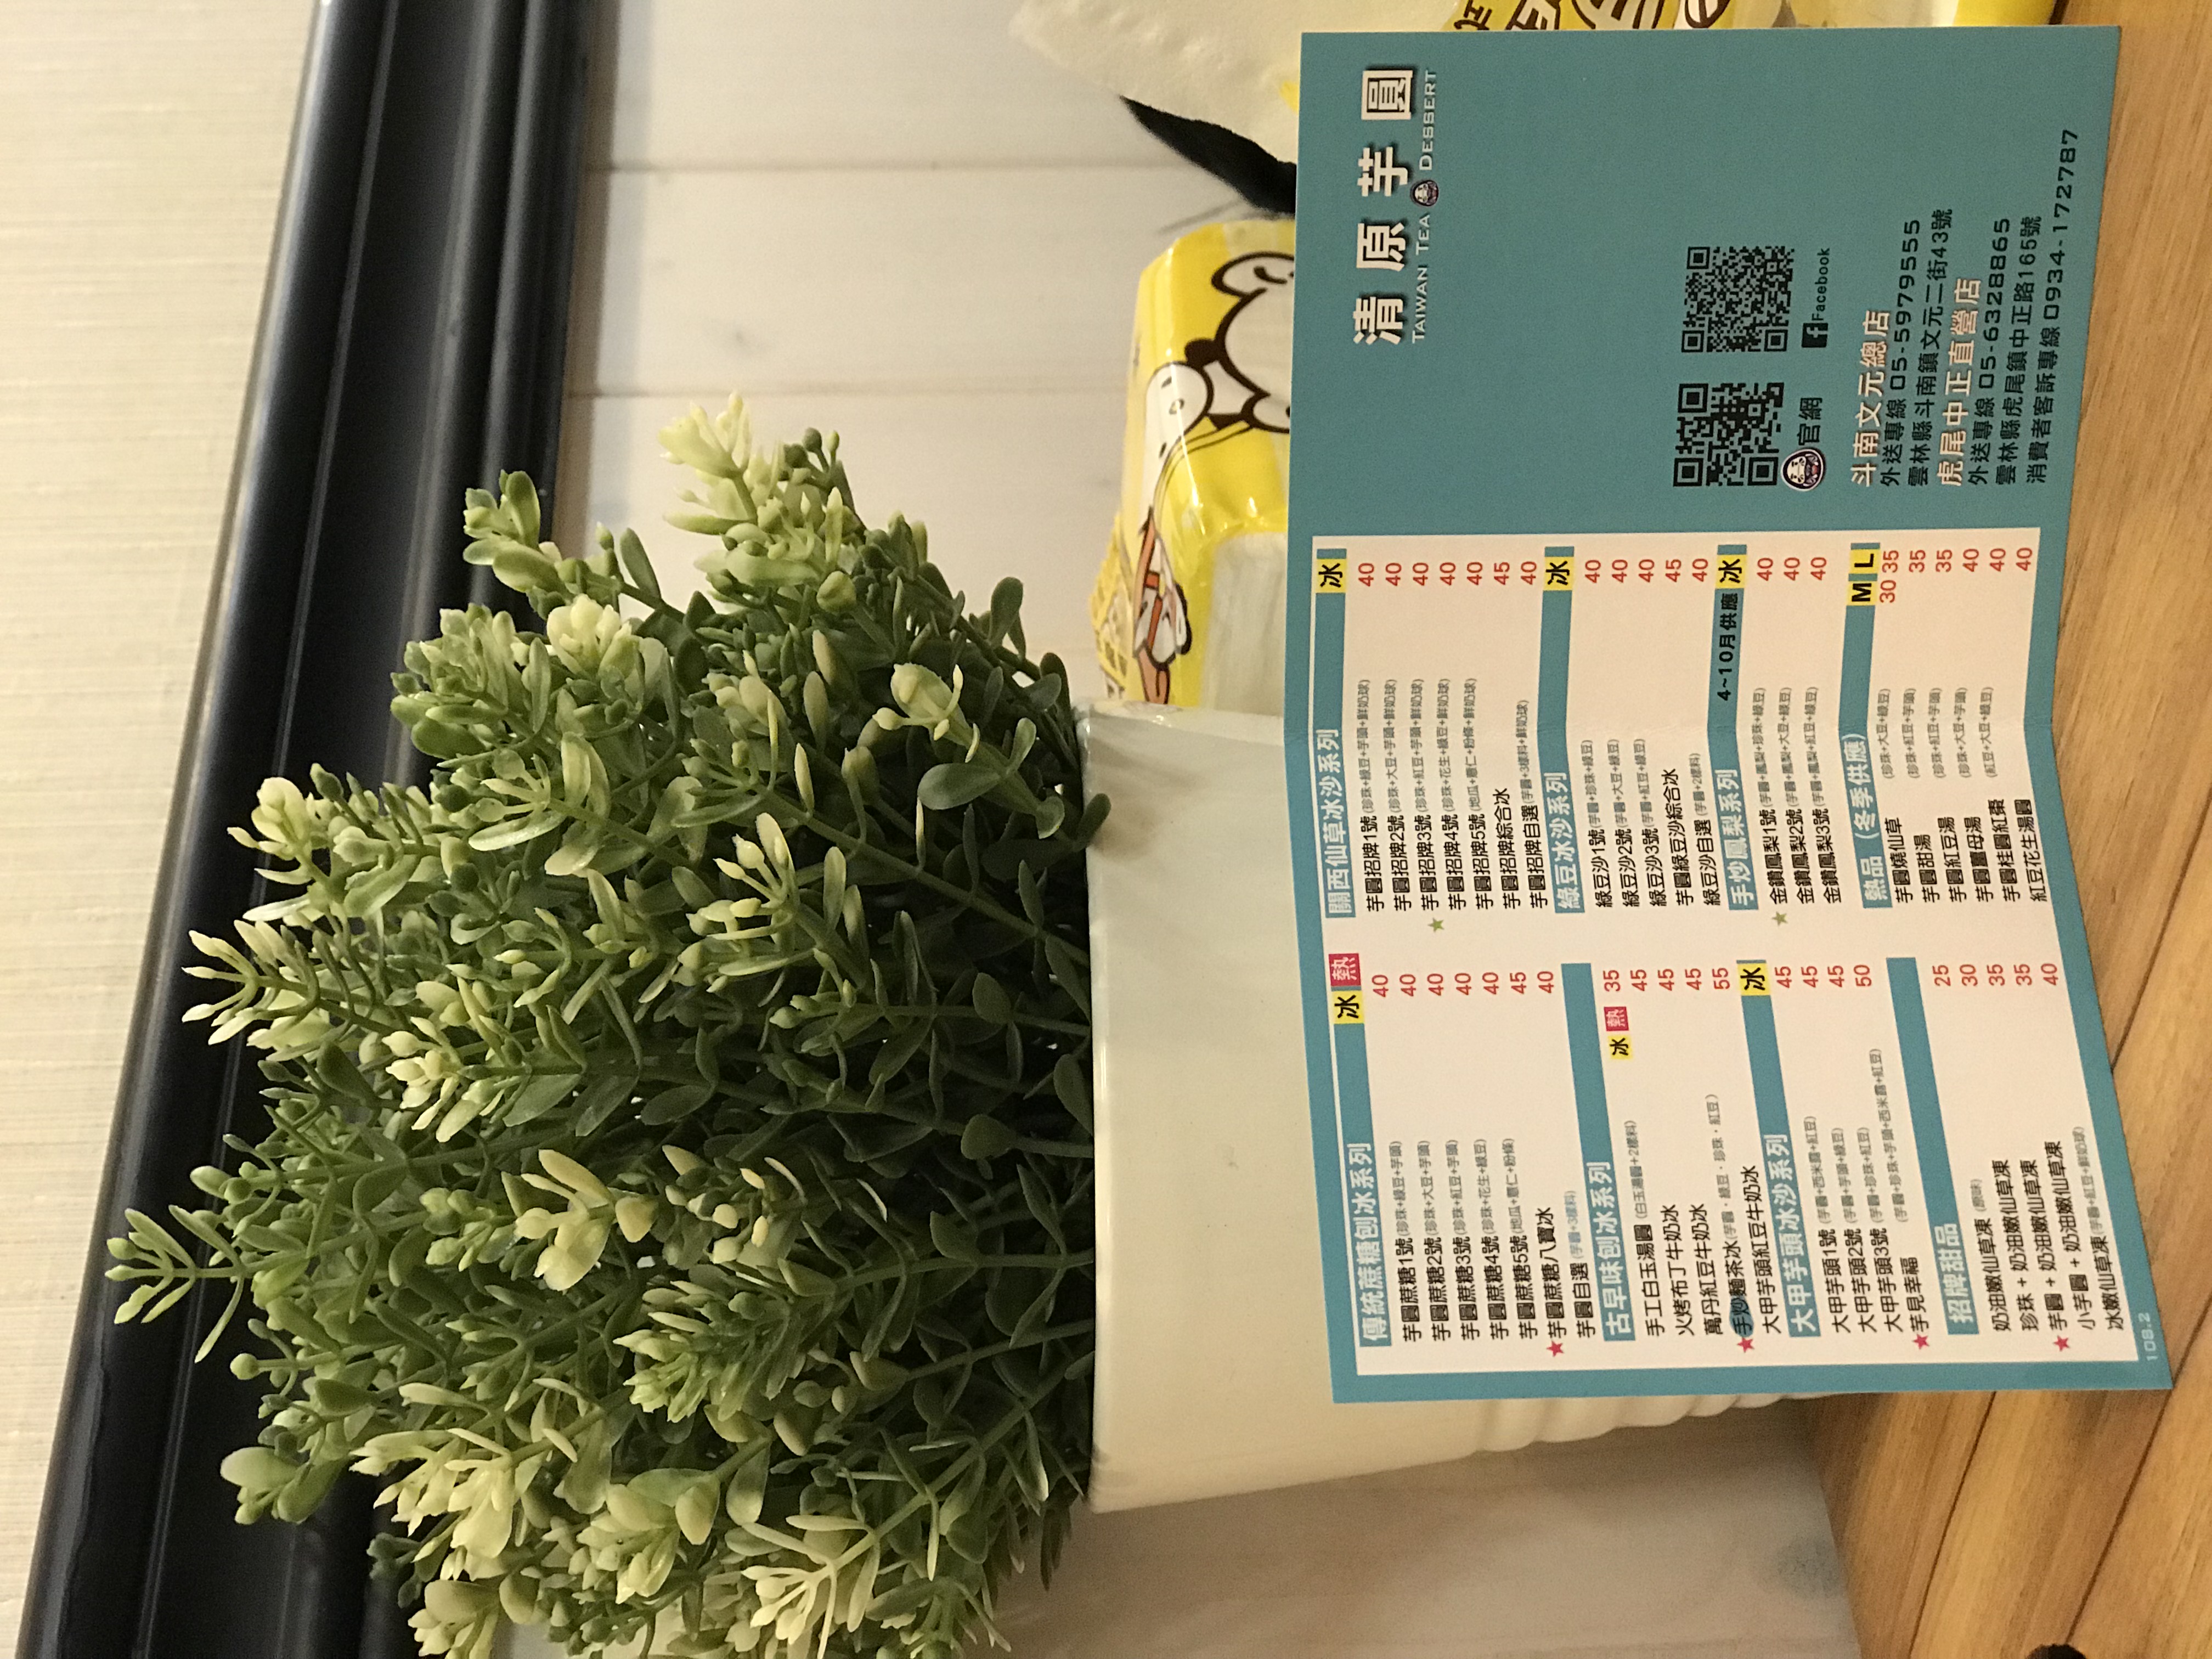 傳統蔗糖刨冰系列 冰 熱
芋圓蔗糖1號(珍珠+綠豆+芋頭) 40
芋圓蔗糖2號(珍珠+大豆+芋頭) 40
芋圓蔗糖3號(珍珠+紅豆+芋頭) 40
芋圓蔗糖4號(珍珠+花生+綠豆) 40
芋圓蔗糖5號(地瓜+薏仁+粉條) 40
★芋圓蔗糖八寶冰 45
芋圓自選(芋圓+3樣料) 40
古早味刨冰系列
手工白玉湯圓(白玉湯圓+2樣料) 冰 熱 35
火烤布丁牛奶冰 45
萬丹紅豆牛奶冰 45
★手炒麵茶冰(芋圓·綠豆·珍珠·紅豆) 45
大甲芋頭紅豆牛奶冰 55
大甲芋頭冰沙系列 冰
大甲芋頭1號(芋圓+西米露+紅豆) 45
大甲芋頭2號(芋圓+芋頭+綠豆) 45
大甲芋頭3號(芋圓+珍珠+紅豆) 45
★芋見幸福 (芋圓+珍珠+芋頭+西米露+紅豆) 50
招牌甜品
奶油嫩仙草凍(原味) 25
珍珠+奶油嫩仙草凍 30
★芋圓+奶油嫩仙草凍 35
小芋圓+奶油嫩仙草凍 35
冰嫩仙草凍(芋圓+紅豆+鮮奶球) 40
108.2
關西仙草冰沙系列 冰
芋圓招牌1號(珍珠+綠豆+芋頭+鮮奶球) 40
芋圓招牌2號(珍珠+大豆+芋頭+鮮奶球) 40
★芋圓招牌3號(珍珠+紅豆+芋頭+鮮奶球) 40
芋圓招牌4號(珍珠+花生+綠豆+鮮奶球) 40
芋圓招牌5號(地瓜+薏仁+粉條+鮮奶球) 40
芋圓招牌綜合冰 45
芋圓招牌自選(芋圓+3樣料+鮮奶球) 40
綠豆冰沙系列 冰
綠豆沙1號(芋圓+珍珠+綠豆) 40
綠豆沙2號(芋圓+大豆+綠豆) 40
綠豆沙3號(芋圓+紅豆+綠豆) 40
芋圓綠豆沙綜合冰 45
綠豆沙自選(芋圓+2樣料) 40
手炒鳳梨系列 4~10月供應 冰
★金鑽鳳梨1號(芋圓+鳳梨+珍珠+綠豆) 40
金鑽鳳梨2號(芋圓+鳳梨+大豆+綠豆) 40
金鑽鳳梨3號(芋圓+鳳梨+紅豆+綠豆) 40
熱品(冬季供應) M L
芋圓燒仙草 (珍珠+大豆+綠豆) 30 35
芋圓甜湯 (珍珠+紅豆+芋頭) 35
芋圓紅豆湯 (珍珠+紅豆+芋頭) 35
芋圓薑母湯 (珍珠+大豆+芋頭) 40
芋圓桂圓紅棗 (紅豆+大豆+綠豆) 40
紅豆花生湯圓 40
清原芋圓
TAIWAN TEA DESSERT
官網
Facebook
斗南文元總店
外送專線 05-5979555
雲林縣斗南鎮文元二街43號
虎尾中正直營店
外送專線 05-6328865
雲林縣虎尾鎮中正路165號
消費者客訴專線 0934-172787